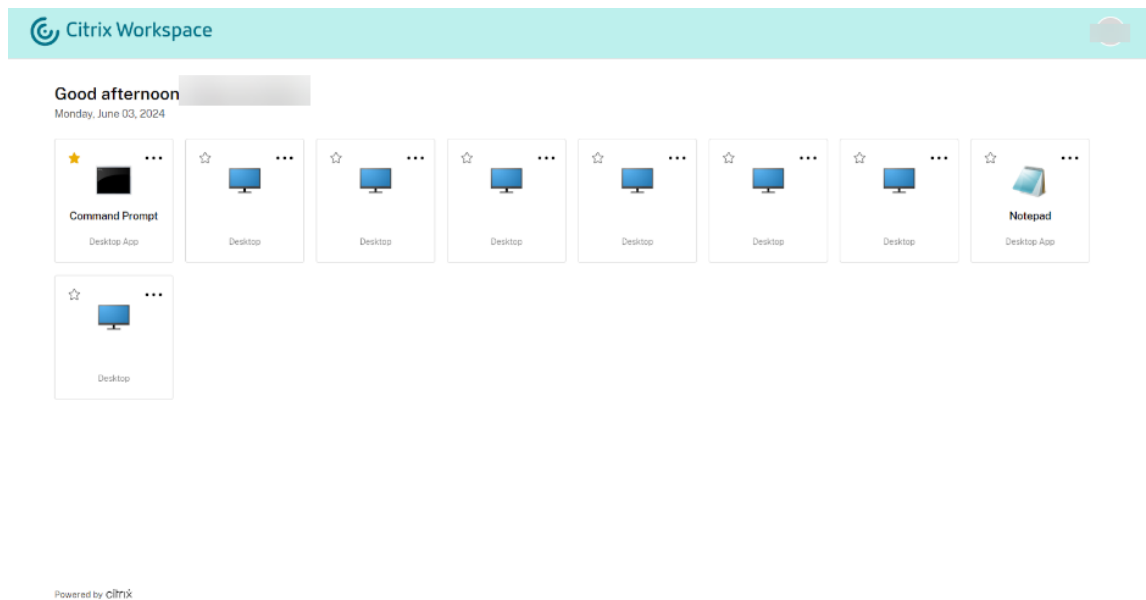 Citrix Workspace
Good afternoon
Monday, June 03, 2024
Command Prompt
Desktop App
Desktop
Desktop
Desktop
Desktop
Desktop
Desktop
Notepad
Desktop App
Desktop
Powered by citrix